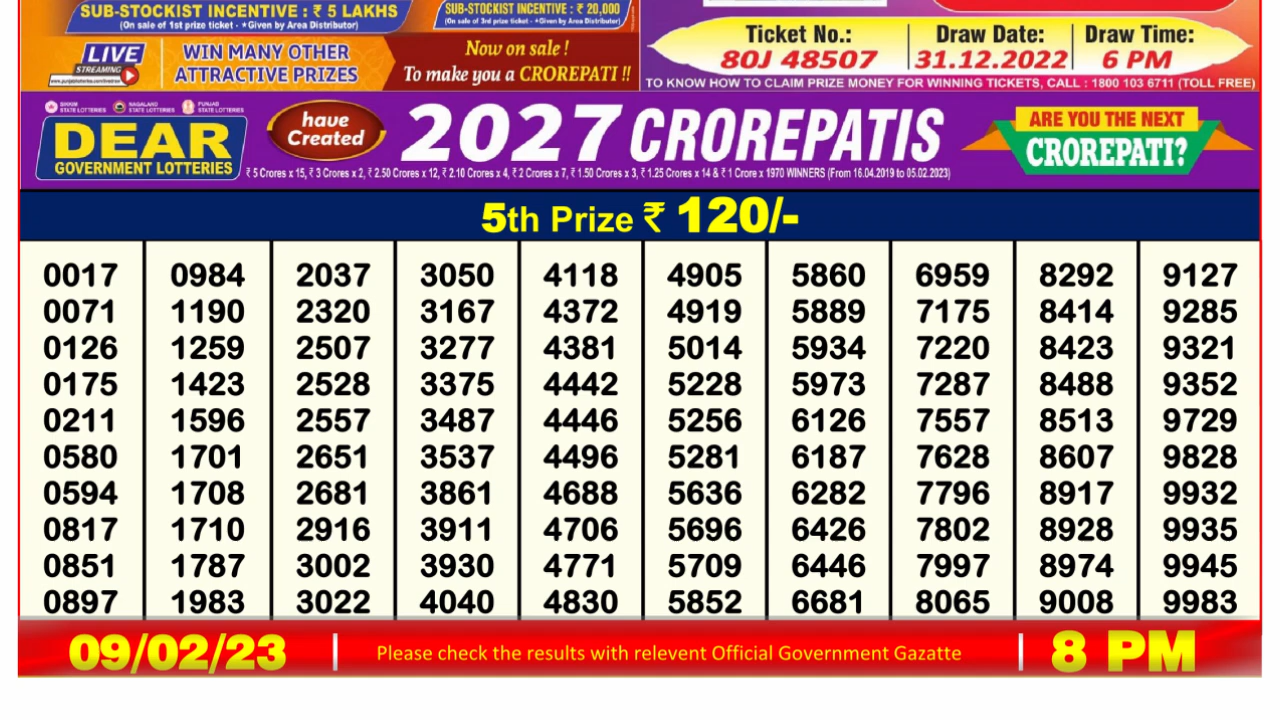 SUB-STOCKIST INCENTIVE : ₹ 5 LAKHS
(On sale of 1st prize ticket - *Given by Area Distributor)
SUB-STOCKIST INCENTIVE : ₹ 20,000
(On sale of 3rd prize ticket - *Given by Area Distributor)
LIVE
STREAMING
WIN MANY OTHER
ATTRACTIVE PRIZES
Now on sale !
To make you a CROREPATI !!
Ticket No.: Draw Date: Draw Time:
80J 48507 31.12.2022 6 PM
TO KNOW HOW TO CLAIM PRIZE MONEY FOR WINNING TICKETS, CALL : 1800 103 6711 (TOLL FREE)
SIKKIM STATE LOTTERIES NAGALAND STATE LOTTERIES PUNJAB STATE LOTTERIES
DEAR
GOVERNMENT LOTTERIES
have
Created
2027 CROREPATIS
₹ 5 Crores x 15, ₹ 3 Crores x 2, ₹ 2.50 Crores x 12, ₹ 2.10 Crores x 4, ₹ 2 Crores x 7, ₹ 1.50 Crores x 3, ₹ 1.25 Crores x 14 & ₹ 1 Crore x 1970 WINNERS (From 16.04.2019 to 05.02.2023)
ARE YOU THE NEXT
CROREPATI?
5th Prize ₹ 120/-
0017 0984 2037 3050 4118 4905 5860 6959 8292 9127
0071 1190 2320 3167 4372 4919 5889 7175 8414 9285
0126 1259 2507 3277 4381 5014 5934 7220 8423 9321
0175 1423 2528 3375 4442 5228 5973 7287 8488 9352
0211 1596 2557 3487 4446 5256 6126 7557 8513 9729
0580 1701 2651 3537 4496 5281 6187 7628 8607 9828
0594 1708 2681 3861 4688 5636 6282 7796 8917 9932
0817 1710 2916 3911 4706 5696 6426 7802 8928 9935
0851 1787 3002 3930 4771 5709 6446 7997 8974 9945
0897 1983 3022 4040 4830 5852 6681 8065 9008 9983
09/02/23 Please check the results with relevent Official Government Gazatte 8 PM